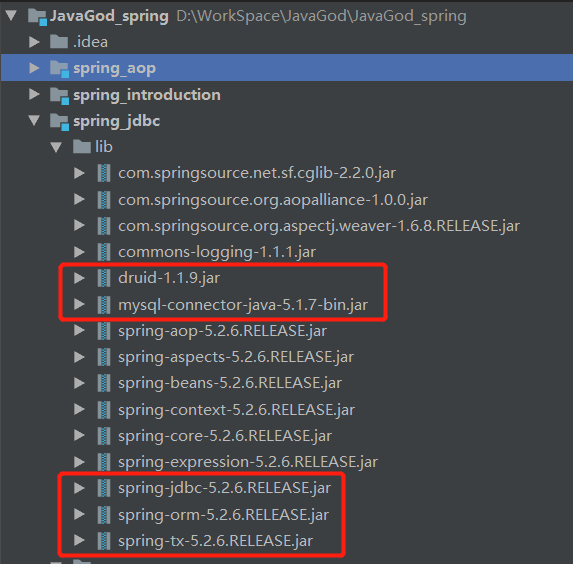 JavaGod_spring D:\WorkSpace\JavaGod\JavaGod_spring
.idea
spring_aop
spring_introduction
spring_jdbc
lib
com.springsource.net.sf.cglib-2.2.0.jar
com.springsource.org.aopalliance-1.0.0.jar
com.springsource.org.aspectj.weaver-1.6.8.RELEASE.jar
commons-logging-1.1.1.jar
druid-1.1.9.jar
mysql-connector-java-5.1.7-bin.jar
spring-aop-5.2.6.RELEASE.jar
spring-aspects-5.2.6.RELEASE.jar
spring-beans-5.2.6.RELEASE.jar
spring-context-5.2.6.RELEASE.jar
spring-core-5.2.6.RELEASE.jar
spring-expression-5.2.6.RELEASE.jar
spring-jdbc-5.2.6.RELEASE.jar
spring-orm-5.2.6.RELEASE.jar
spring-tx-5.2.6.RELEASE.jar